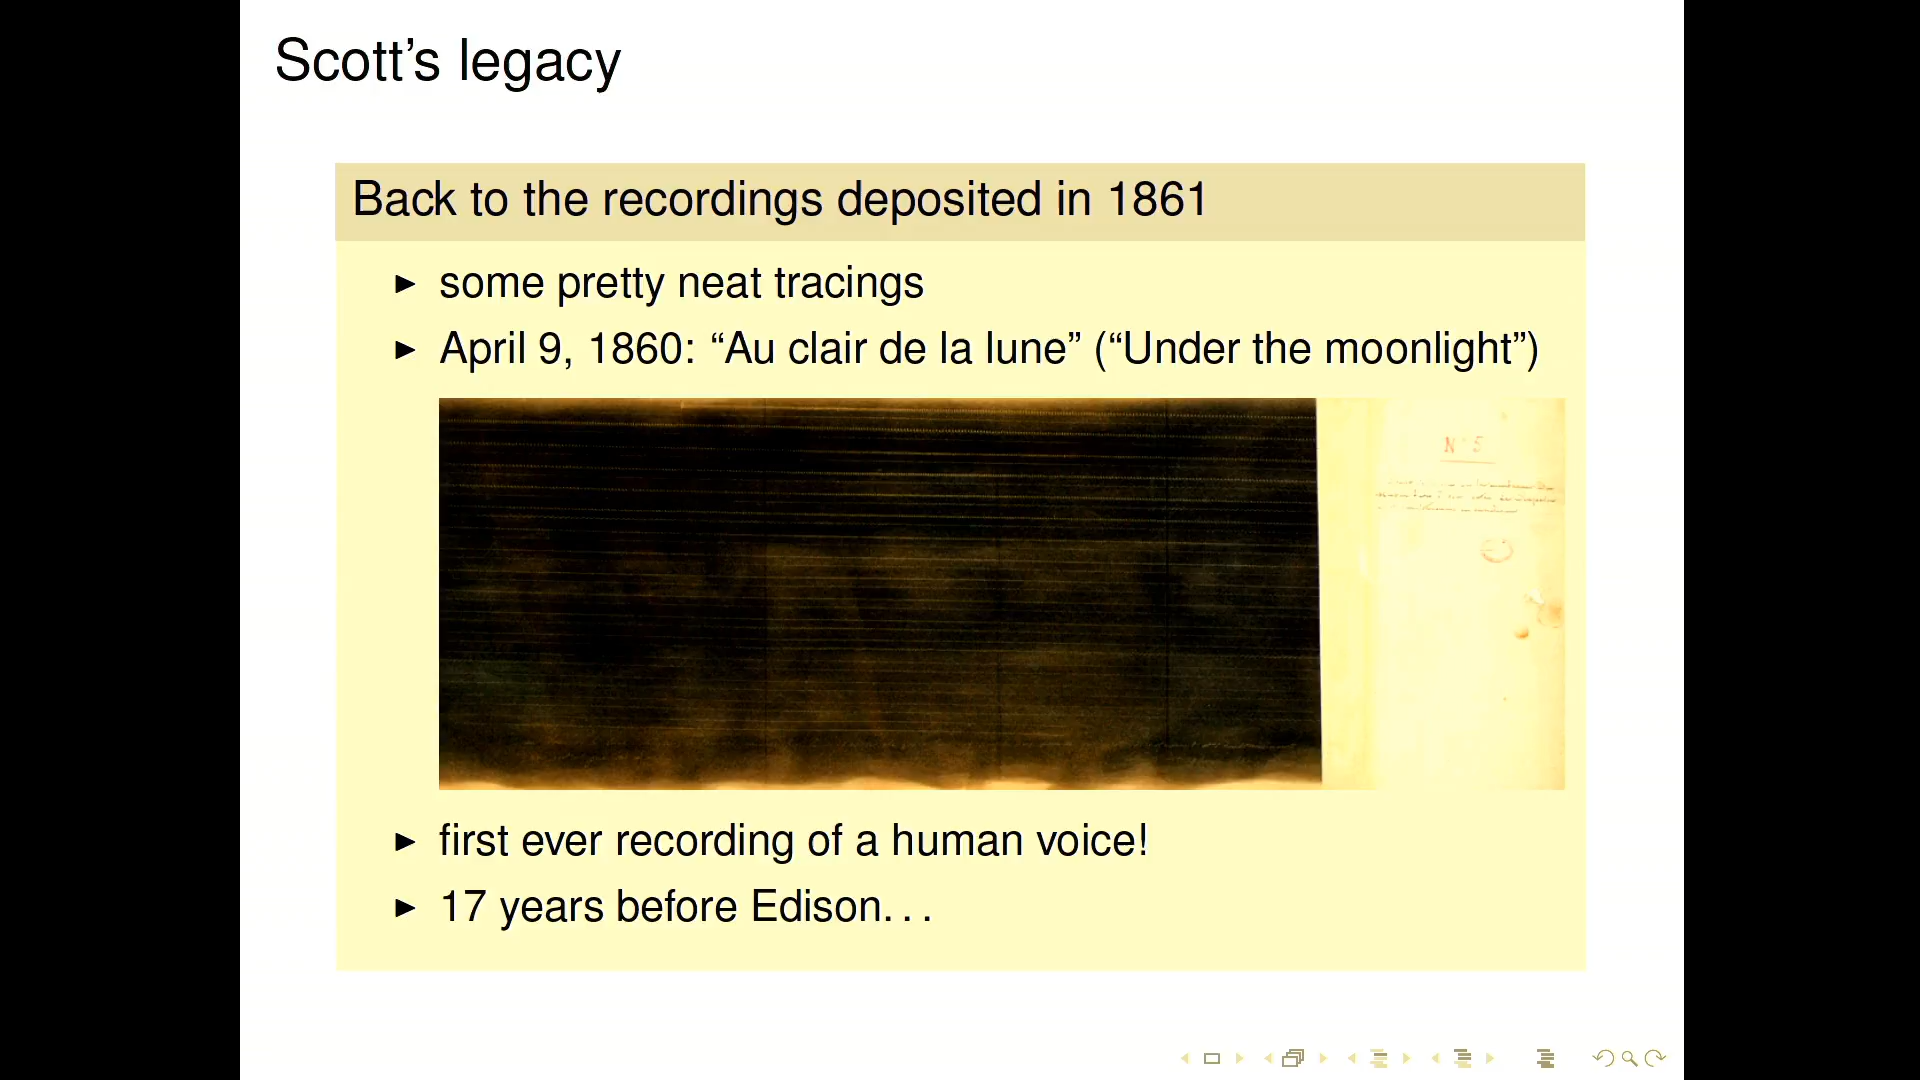 Scott’s legacy
Back to the recordings deposited in 1861
▶ some pretty neat tracings
▶ April 9, 1860: “Au clair de la lune” (“Under the moonlight”)
N° 5
▶ first ever recording of a human voice!
▶ 17 years before Edison. . .